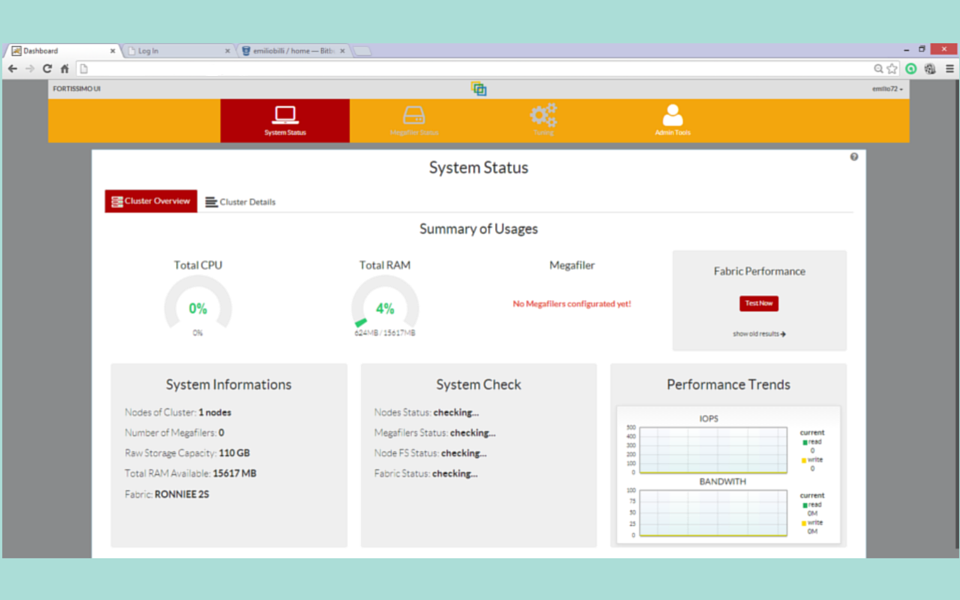 Dashboard
Log In
emiliobilli / home — Bitb
FORTISSIMO UI
emilio72
System Status
Megafiler Status
Tuning
Admin Tools
System Status
Cluster Overview
Cluster Details
Summary of Usages
Total CPU
Total RAM
Megafiler
Fabric Performance
0%
4%
No Megafilers configurated yet!
Test Now
0%
624MB / 15617MB
show old results
System Informations
System Check
Performance Trends
Nodes of Cluster: 1 nodes
Number of Megafilers: 0
Raw Storage Capacity: 110 GB
Total RAM Available: 15617 MB
Fabric: RONNIEE 2S
Nodes Status: checking...
Megafilers Status: checking...
Node FS Status: checking...
Fabric Status: checking...
IOPS
500
400
300
200
100
0
current
read
0
write
0
BANDWITH
100
75
50
25
0
current
read
0M
write
0M